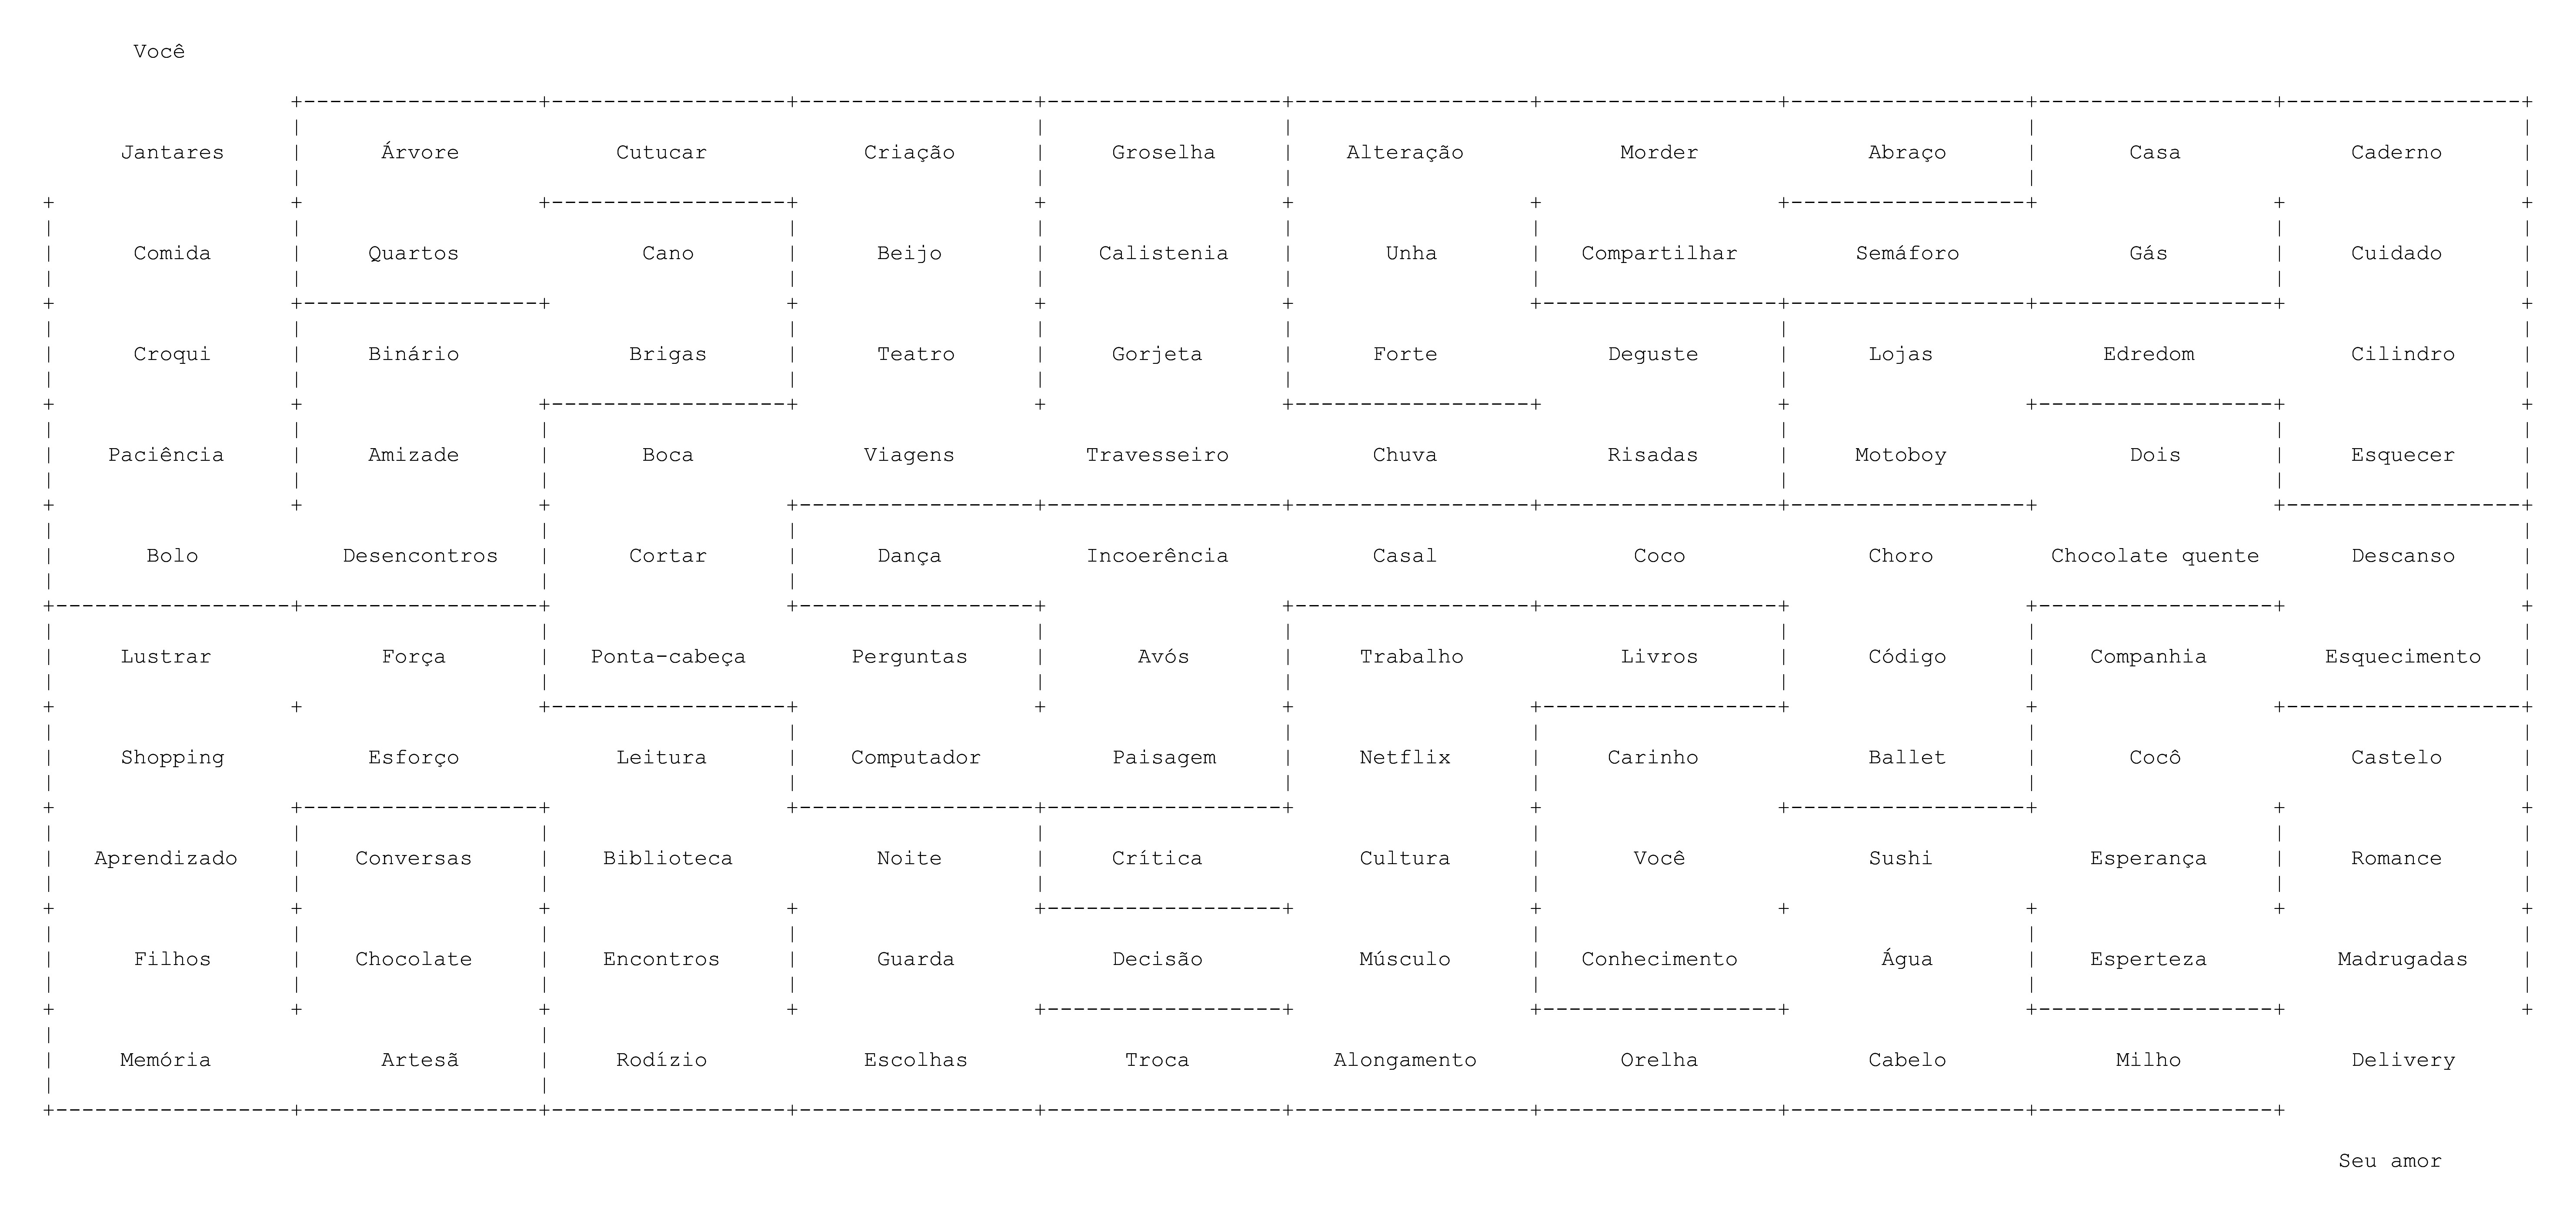 Você
Jantares Árvore Cutucar Criação Groselha Alteração Morder Abraço Casa Caderno
Comida Quartos Cano Beijo Calistenia Unha Compartilhar Semáforo Gás Cuidado
Croqui Binário Brigas Teatro Gorjeta Forte Deguste Lojas Edredom Cilindro
Paciência Amizade Boca Viagens Travesseiro Chuva Risadas Motoboy Dois Esquecer
Bolo Desencontros Cortar Dança Incoerência Casal Coco Choro Chocolate quente Descanso
Lustrar Força Ponta-cabeça Perguntas Avós Trabalho Livros Código Companhia Esquecimento
Shopping Esforço Leitura Computador Paisagem Netflix Carinho Ballet Cocô Castelo
Aprendizado Conversas Biblioteca Noite Crítica Cultura Você Sushi Esperança Romance
Filhos Chocolate Encontros Guarda Decisão Músculo Conhecimento Água Esperteza Madrugadas
Memória Artesã Rodízio Escolhas Troca Alongamento Orelha Cabelo Milho Delivery
Seu amor